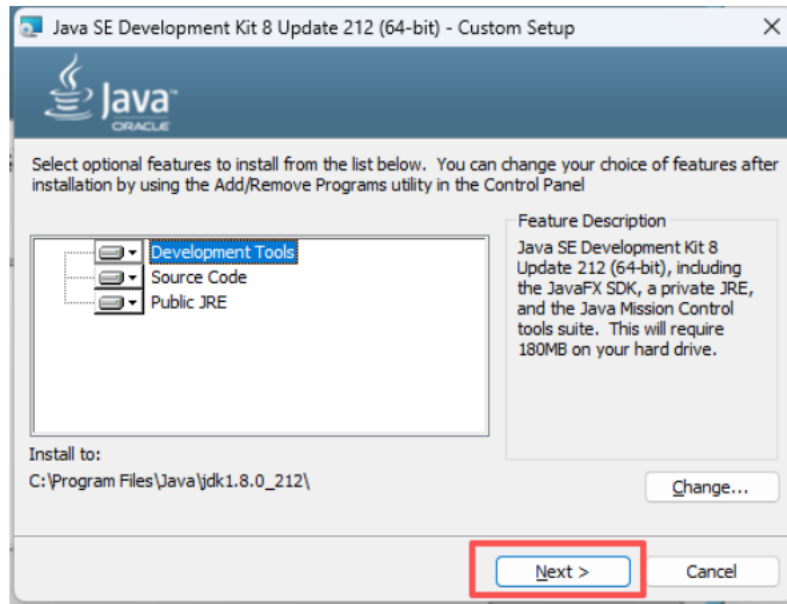 Java SE Development Kit 8 Update 212 (64-bit) - Custom Setup
Java™
ORACLE
Select optional features to install from the list below. You can change your choice of features after
installation by using the Add/Remove Programs utility in the Control Panel
Development Tools
Source Code
Public JRE
Feature Description
Java SE Development Kit 8
Update 212 (64-bit), including
the JavaFX SDK, a private JRE,
and the Java Mission Control
tools suite. This will require
180MB on your hard drive.
Install to:
C:\Program Files\Java\jdk1.8.0_212\
Change...
Next >
Cancel